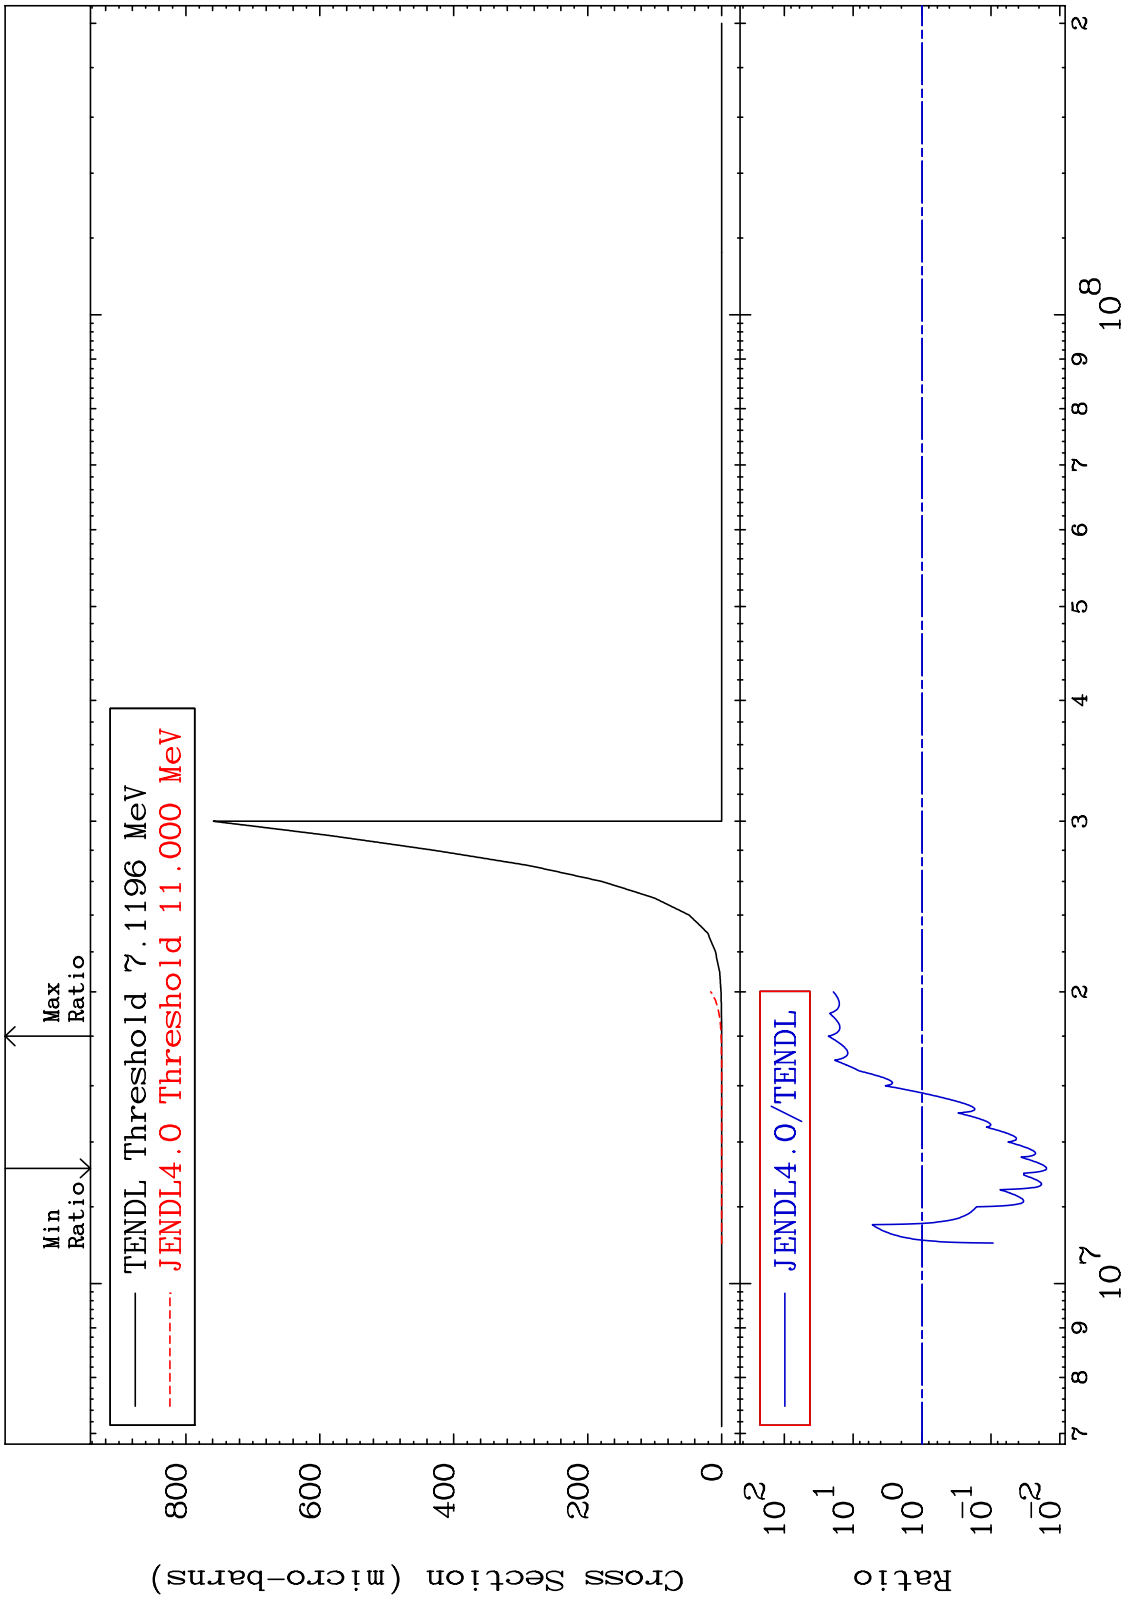 Min
Ratio
Max
Ratio
TENDL Threshold 7.1196 MeV
JENDL4.0 Threshold 11.000 MeV
800
600
400
200
0
Cross Section (micro-barns)
JENDL4.0/TENDL
10^2
10^1
10^0
10^-1
10^-2
Ratio
7 8 9 10^7 2 3 4 5 6 7 8 9 10^8 2